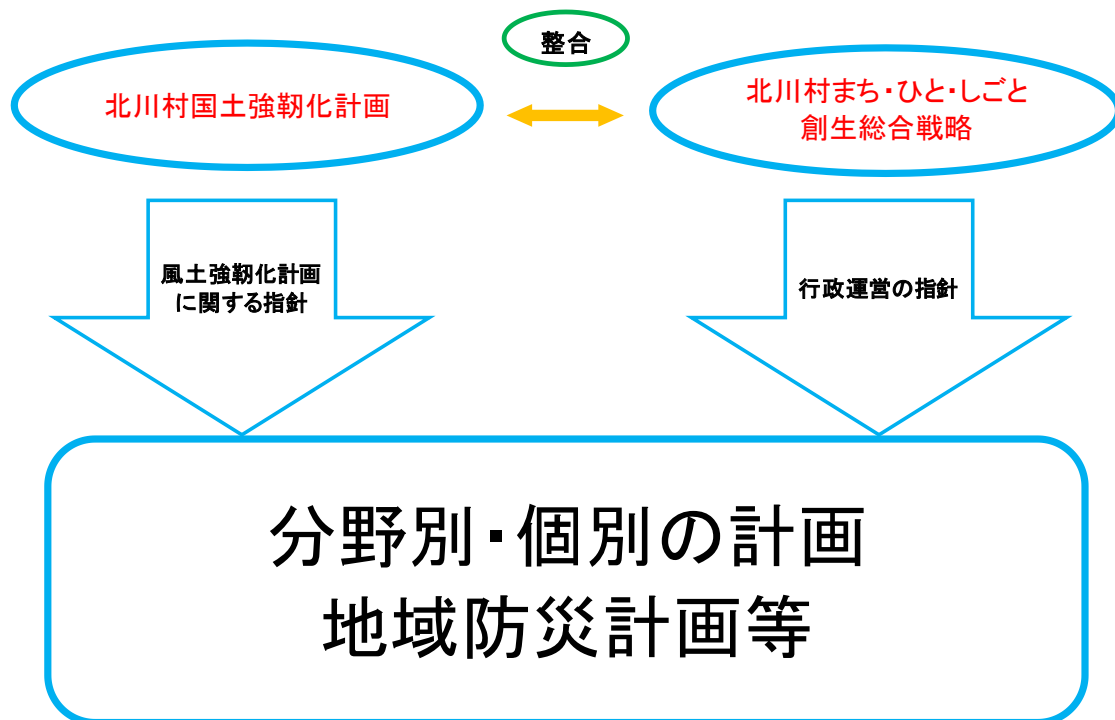 整合
北川村国土強靭化計画
北川村まち・ひと・しごと
創生総合戦略
風土強靭化計画
に関する指針
行政運営の指針
分野別・個別の計画
地域防災計画等